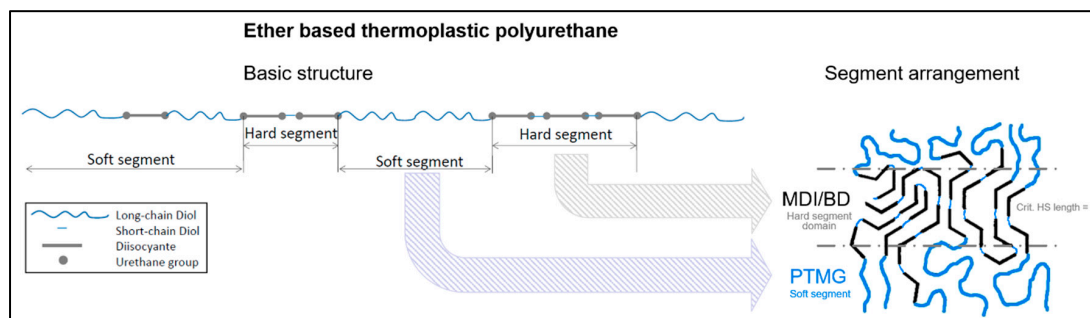 Ether based thermoplastic polyurethane
Basic structure
Segment arrangement
Hard segment
Hard segment
Soft segment
Soft segment
Long-chain Diol
Short-chain Diol
Diisocyante
Urethane group
MDI/BD
Hard segment
domain
Crit. HS length =
PTMG
Soft segment